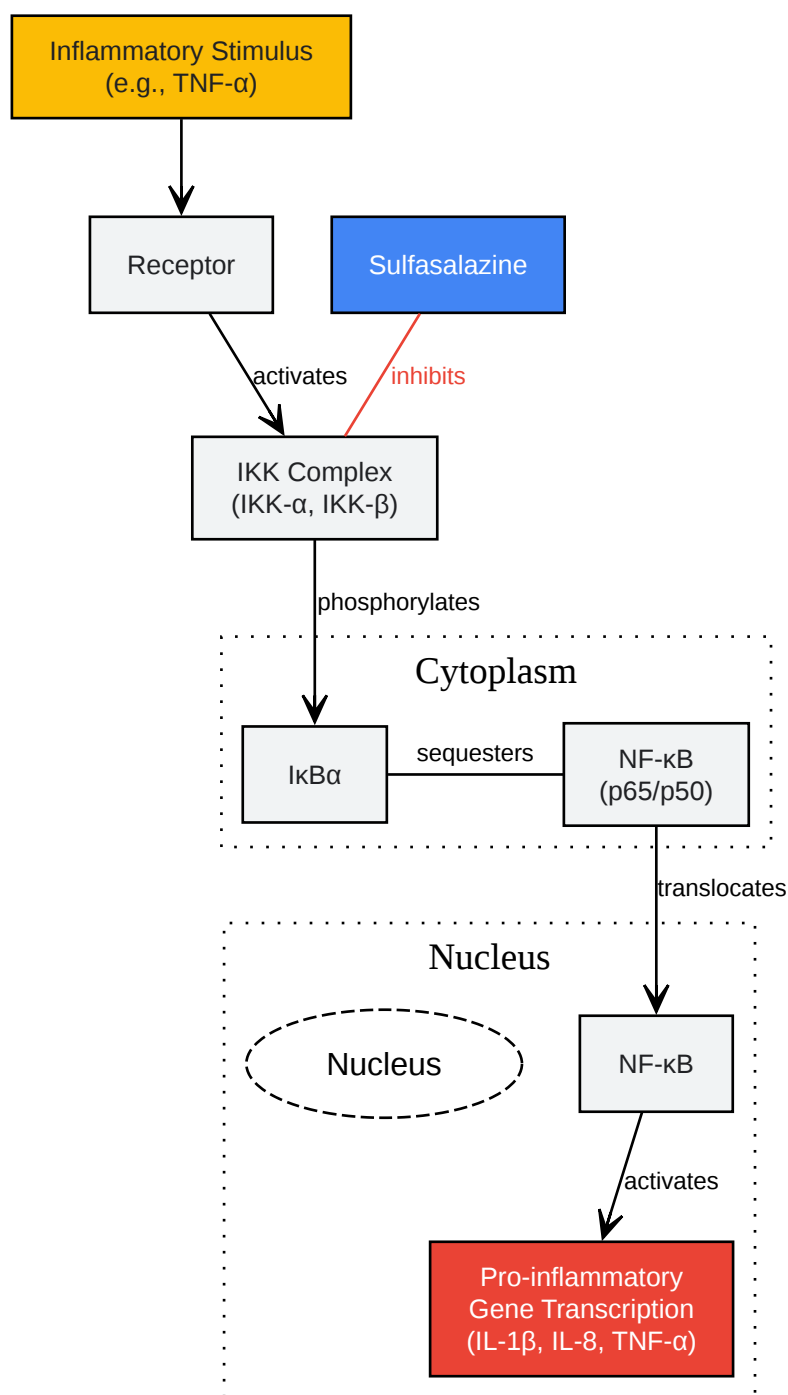 Inflammatory Stimulus
(e.g., TNF-α)
Receptor
Sulfasalazine
activates
inhibits
IKK Complex
(IKK-α, IKK-β)
phosphorylates
Cytoplasm
IκBα
sequesters
NF-κB
(p65/p50)
translocates
Nucleus
Nucleus
NF-κB
activates
Pro-inflammatory
Gene Transcription
(IL-1β, IL-8, TNF-α)